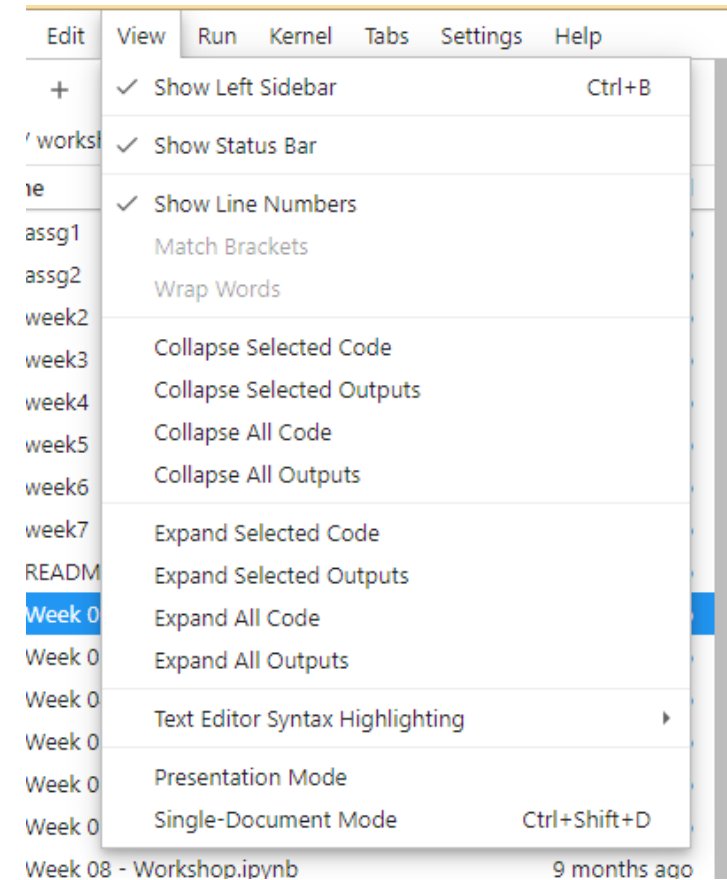 Edit View Run Kernel Tabs Settings Help
+
Show Left Sidebar Ctrl+B
Show Status Bar
Show Line Numbers
assg1
Match Brackets
assg2
Wrap Words
week2
week3
Collapse Selected Code
week4
Collapse Selected Outputs
week5
Collapse All Code
week6
Collapse All Outputs
week7
Expand Selected Code
READM
Expand Selected Outputs
Week 0
Expand All Code
Week 0
Expand All Outputs
Week 0
Text Editor Syntax Highlighting
Week 0
Week 0
Presentation Mode
Week 0
Single-Document Mode Ctrl+Shift+D
Week 08 - Workshop.ipynb 9 months ago